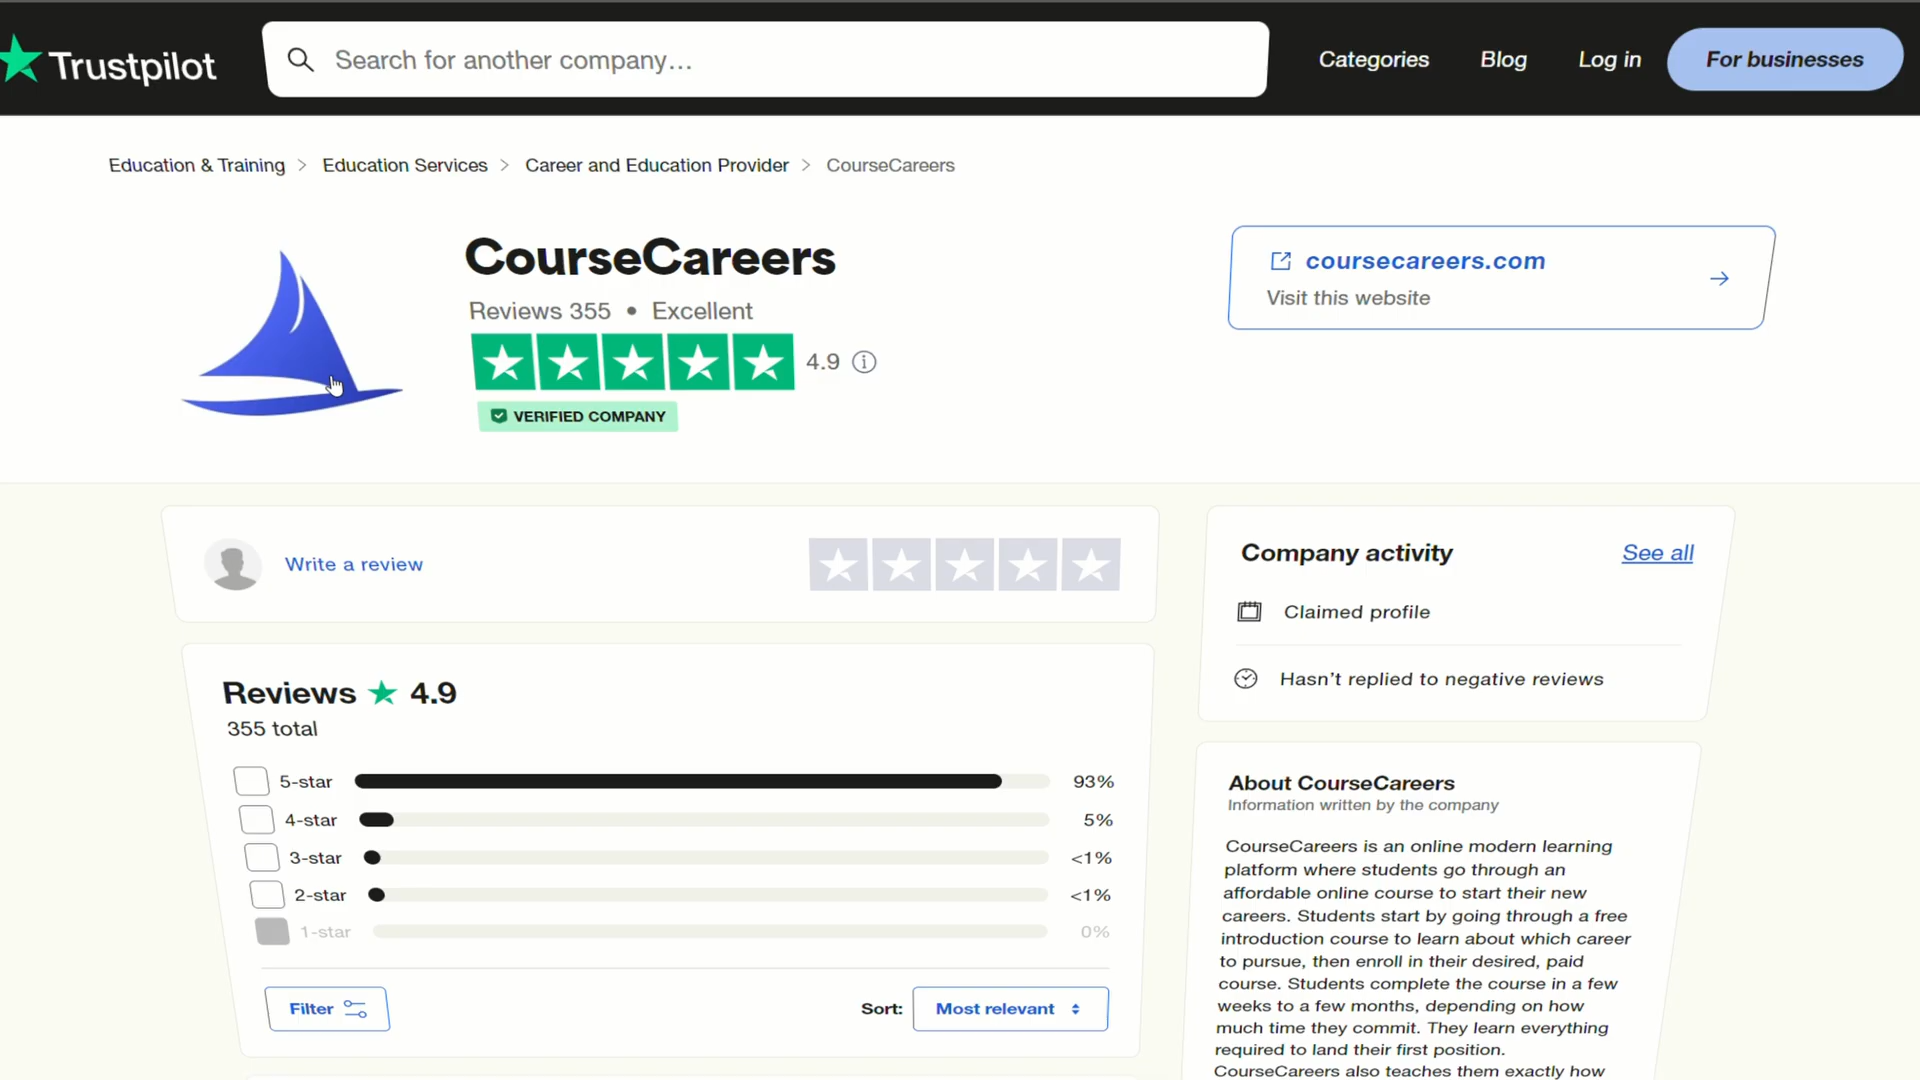 Trustpilot
Search for another company...
Categories
Blog
Log in
For businesses
Education & Training > Education Services > Career and Education Provider > CourseCareers
CourseCareers
Reviews 355 • Excellent
4.9
VERIFIED COMPANY
coursecareers.com
Visit this website
Write a review
Reviews ★ 4.9
355 total
5-star 93%
4-star 5%
3-star <1%
2-star <1%
1-star 0%
Filter
Sort: Most relevant
Company activity
See all
Claimed profile
Hasn't replied to negative reviews
About CourseCareers
Information written by the company
CourseCareers is an online modern learning
platform where students go through an
affordable online course to start their new
careers. Students start by going through a free
introduction course to learn about which career
to pursue, then enroll in their desired, paid
course. Students complete the course in a few
weeks to a few months, depending on how
much time they commit. They learn everything
required to land their first position.
CourseCareers also teaches them exactly how